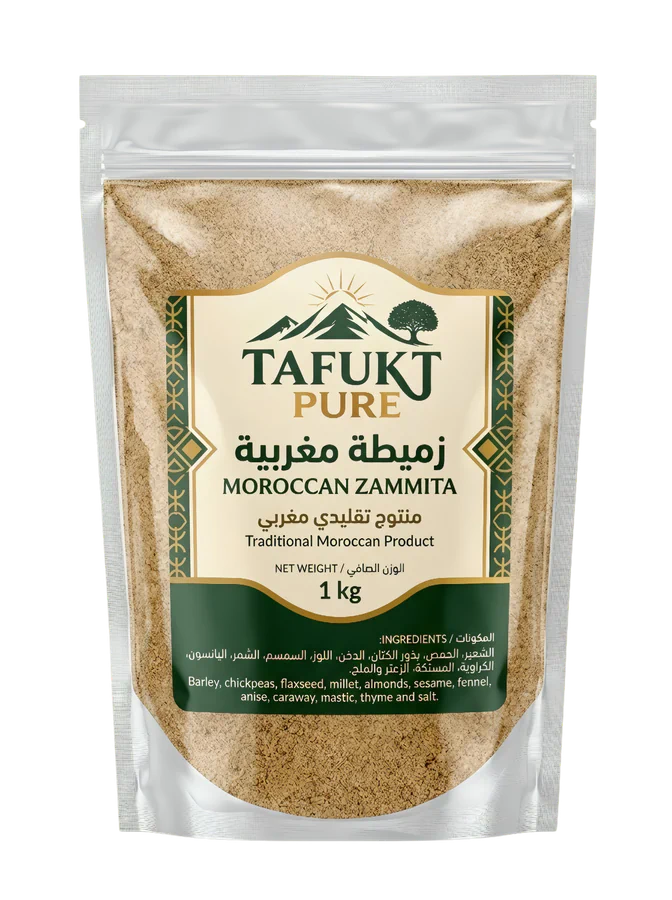 TAFUKT
PURE
زميطة مغربية
MOROCCAN ZAMMITA
منتوج تقليدي مغربي
Traditional Moroccan Product
NET WEIGHT / الوزن الصافي
1 kg
المكونات / INGREDIENTS:
الشعير، الحمص، بذور الكتان، الدخن، اللوز، السمسم، الشمر، اليانسون،
الكراوية، المستكة، الزعتر والملح.
Barley, chickpeas, flaxseed, millet, almonds, sesame, fennel,
anise, caraway, mastic, thyme and salt.